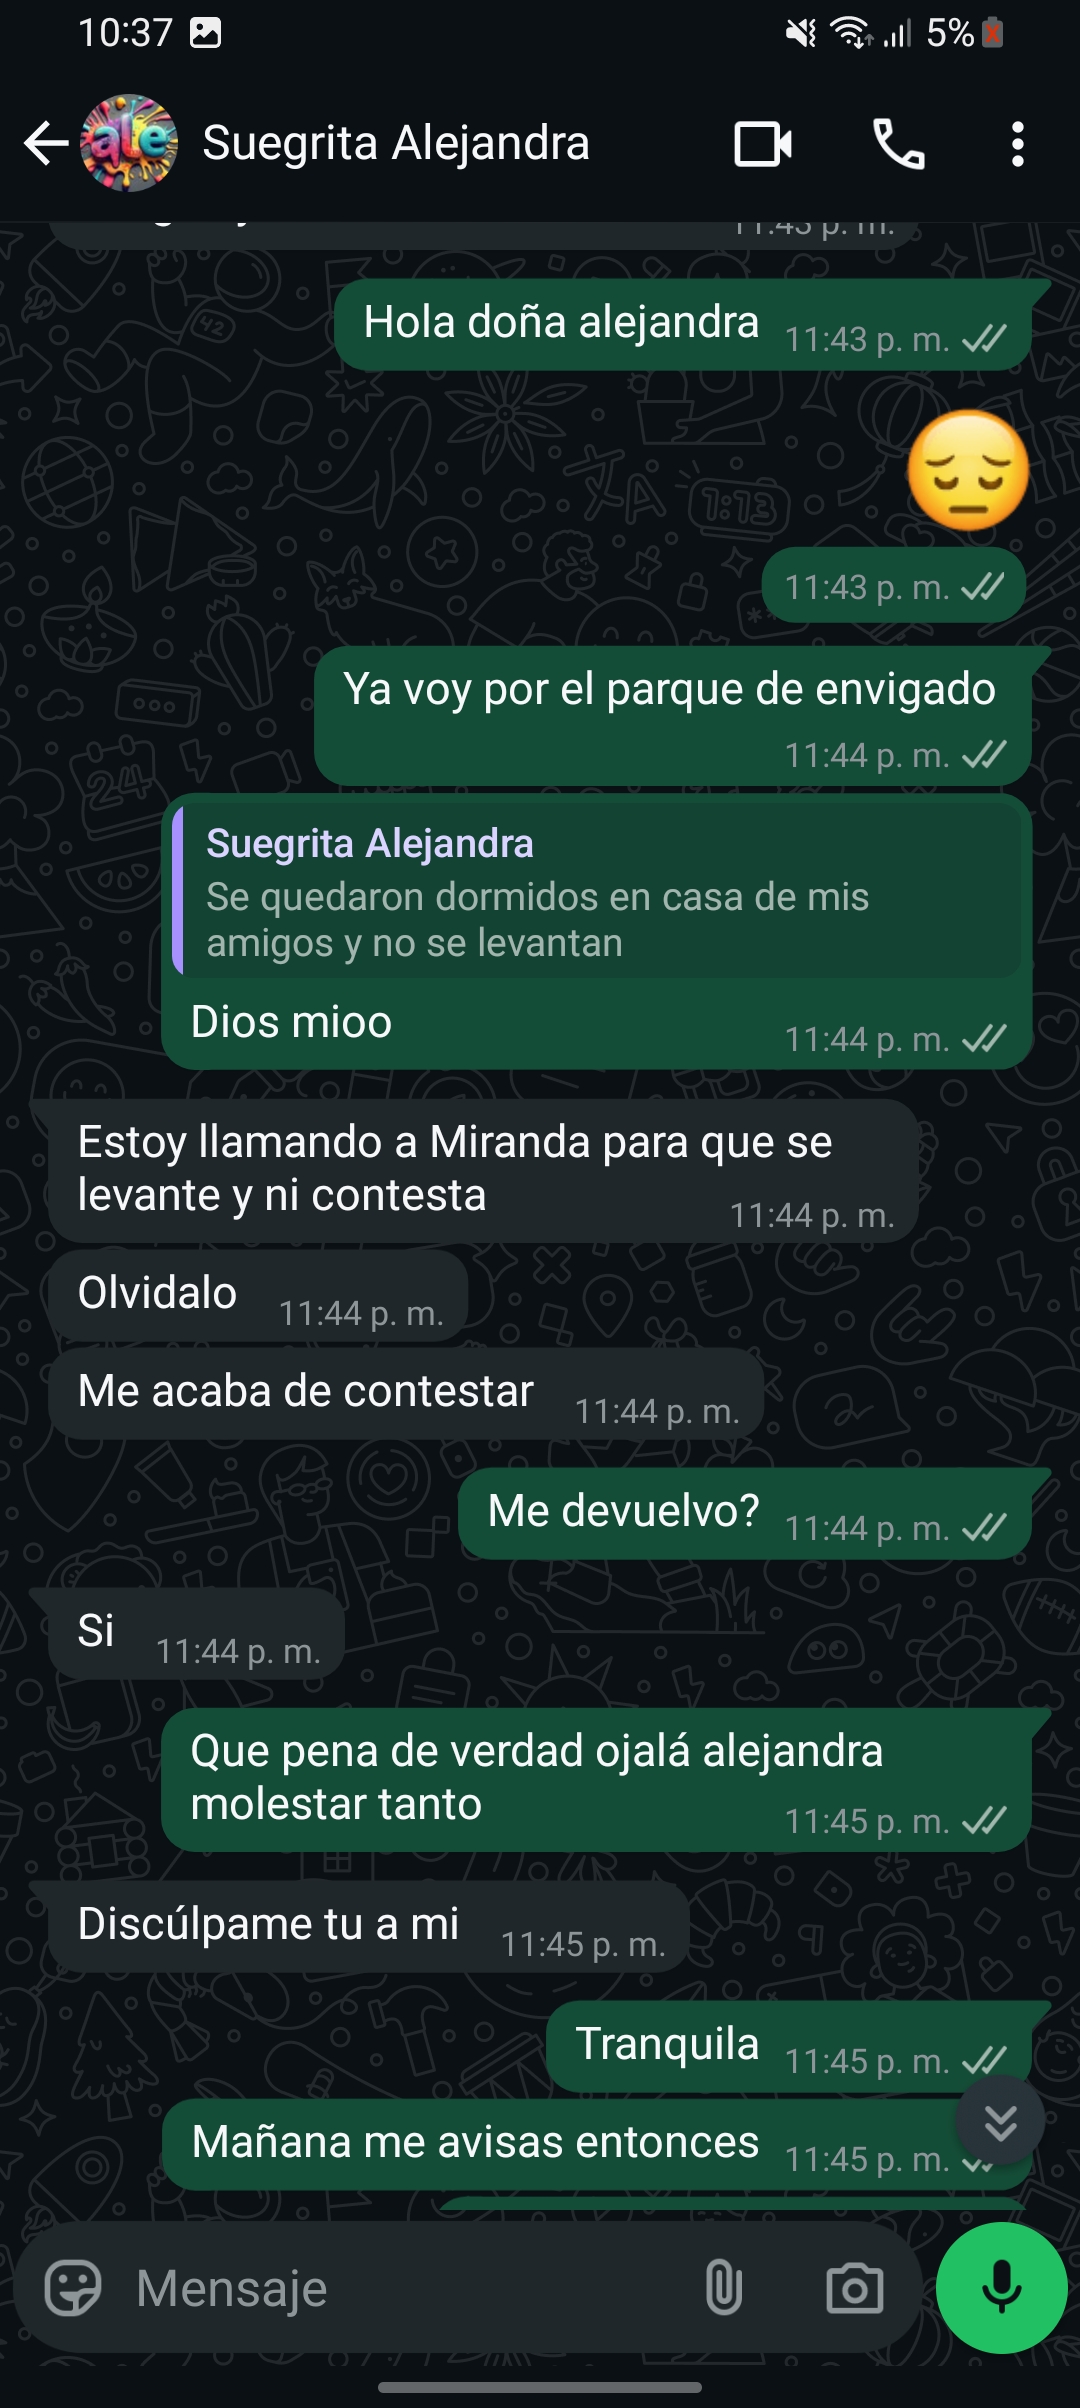 10:37
5%
ale
Suegrita Alejandra
11:43 p. m.
Hola doña alejandra
11:43 p. m.
11:43 p. m.
Ya voy por el parque de envigado
11:44 p. m.
Suegrita Alejandra
Se quedaron dormidos en casa de mis
amigos y no se levantan
Dios mioo
11:44 p. m.
Estoy llamando a Miranda para que se
levante y ni contesta
11:44 p. m.
Olvidalo
11:44 p. m.
Me acaba de contestar
11:44 p. m.
Me devuelvo?
11:44 p. m.
Si
11:44 p. m.
Que pena de verdad ojalá alejandra
molestar tanto
11:45 p. m.
Discúlpame tu a mi
11:45 p. m.
Tranquila
11:45 p. m.
Mañana me avisas entonces
11:45 p. m.
Mensaje